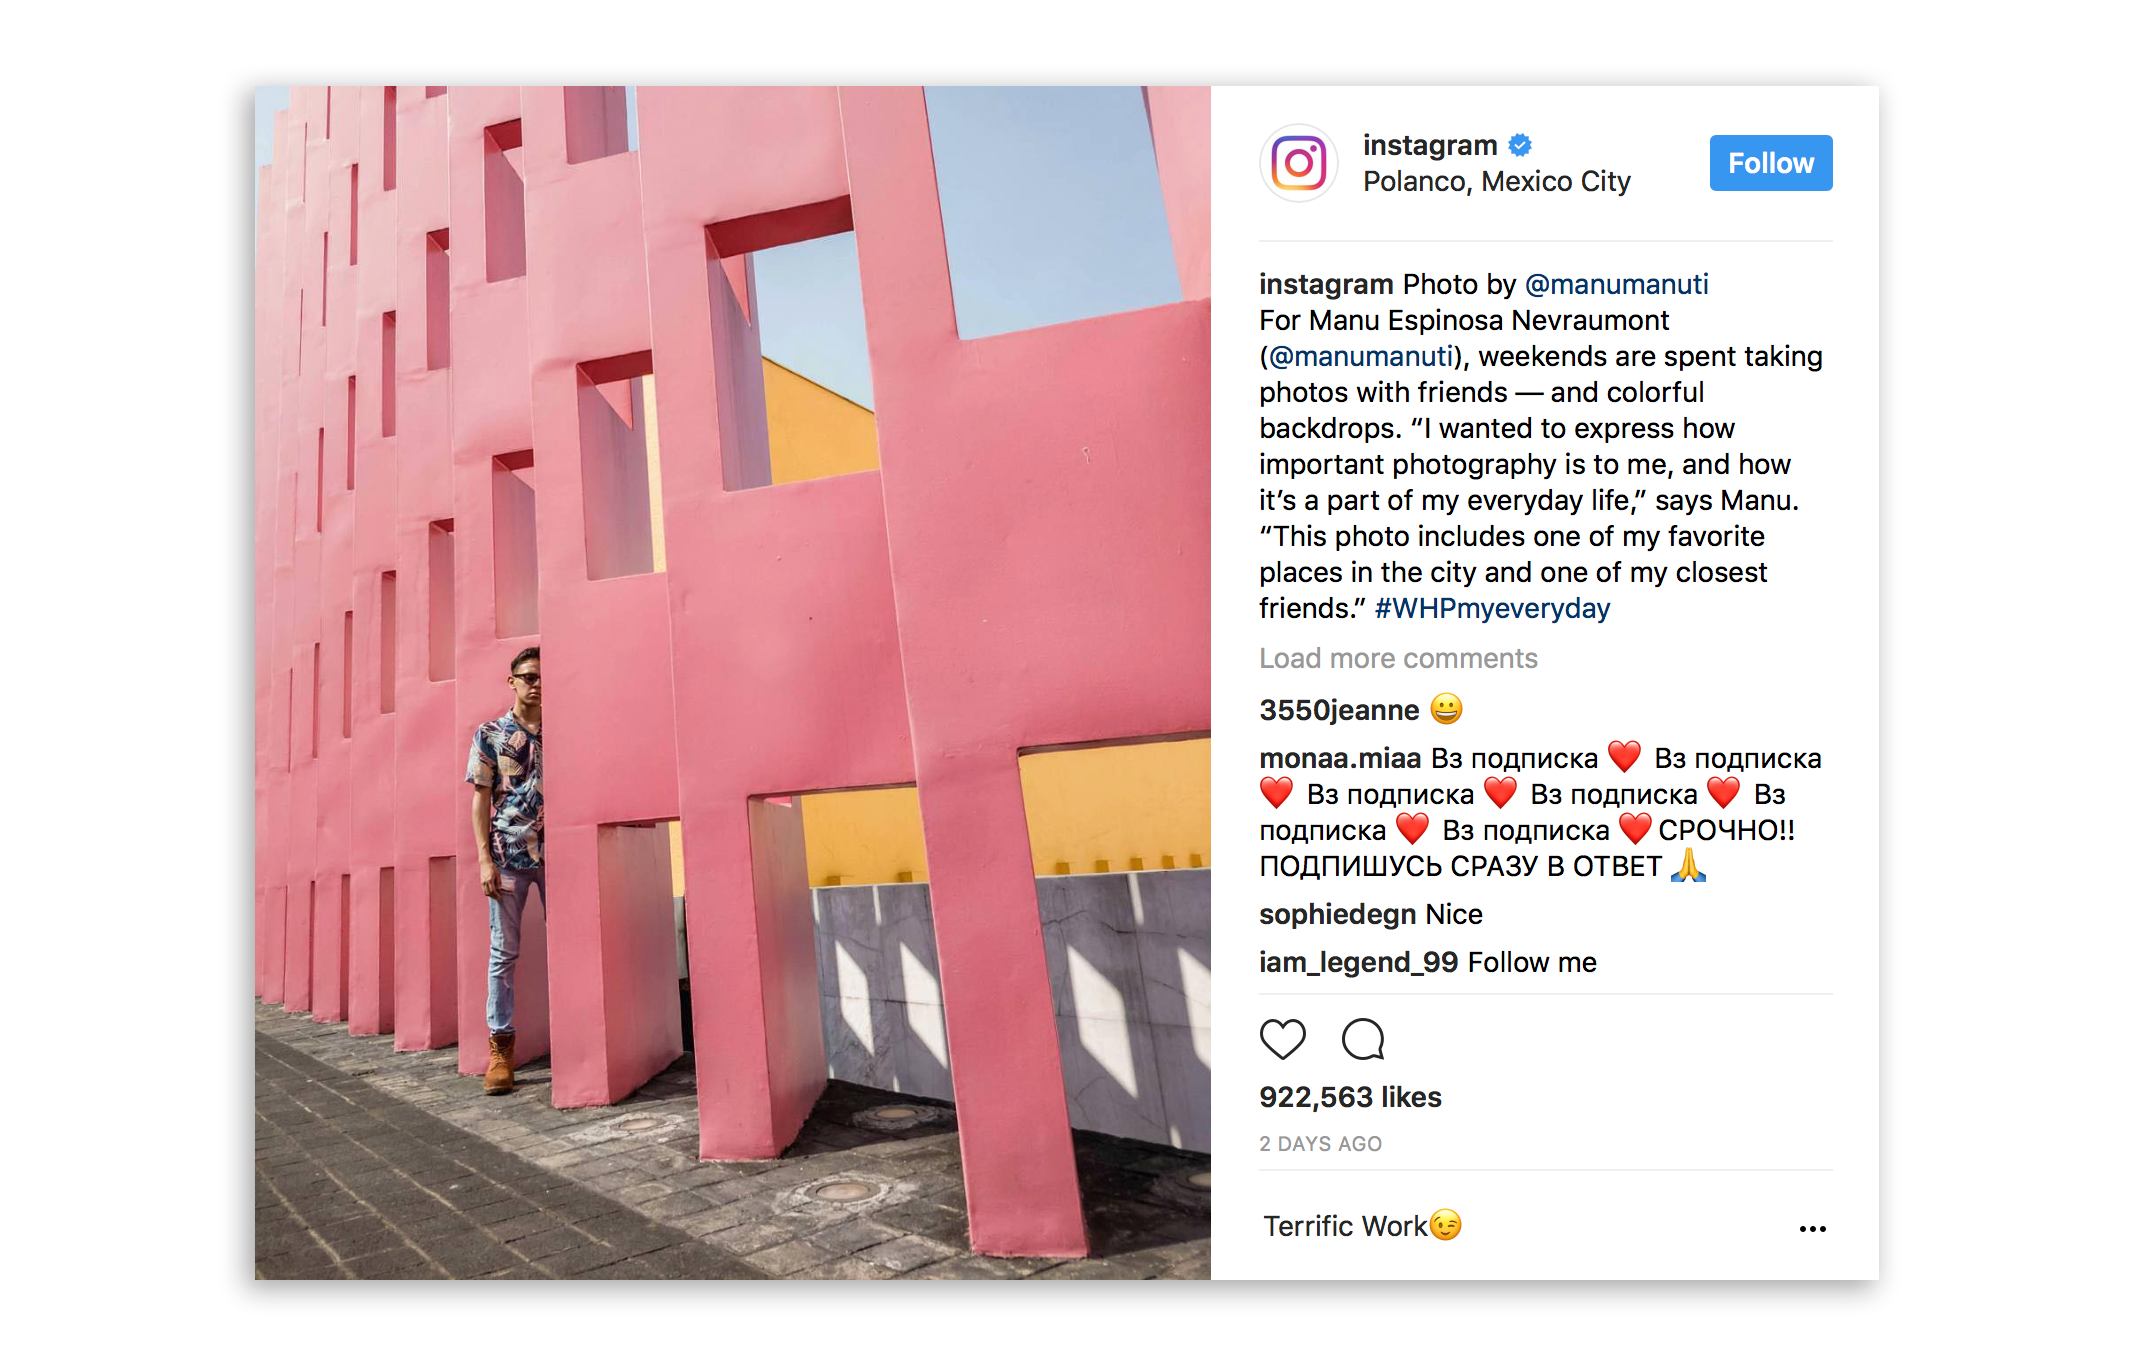 instagram
Polanco, Mexico City
Follow
instagram Photo by @manumanuti
For Manu Espinosa Nevraumont
(@manumanuti), weekends are spent taking
photos with friends — and colorful
backdrops. “I wanted to express how
important photography is to me, and how
it’s a part of my everyday life,” says Manu.
“This photo includes one of my favorite
places in the city and one of my closest
friends.” #WHPmyeveryday
Load more comments
3550jeanne 😀
monaa.miaa Вз подписка ❤️ Вз подписка
❤️ Вз подписка ❤️ Вз подписка ❤️ Вз
подписка ❤️ Вз подписка ❤️СРОЧНО!!
ПОДПИШУСЬ СРАЗУ В ОТВЕТ 🙏
sophiedegn Nice
iam_legend_99 Follow me
922,563 likes
2 DAYS AGO
Terrific Work😉